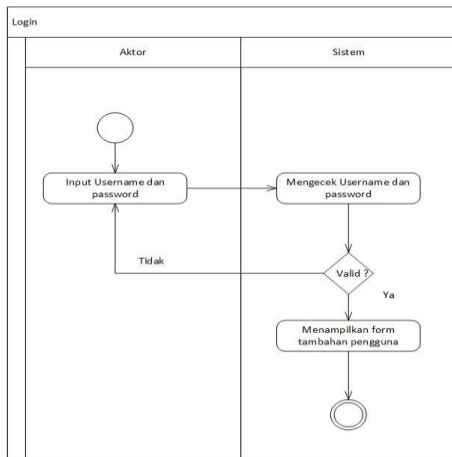 Login
Aktor
Sistem
Input Username dan
password
Mengecek Username dan
password
Valid ?
Tidak
Ya
Menampilkan form
tambahan pengguna